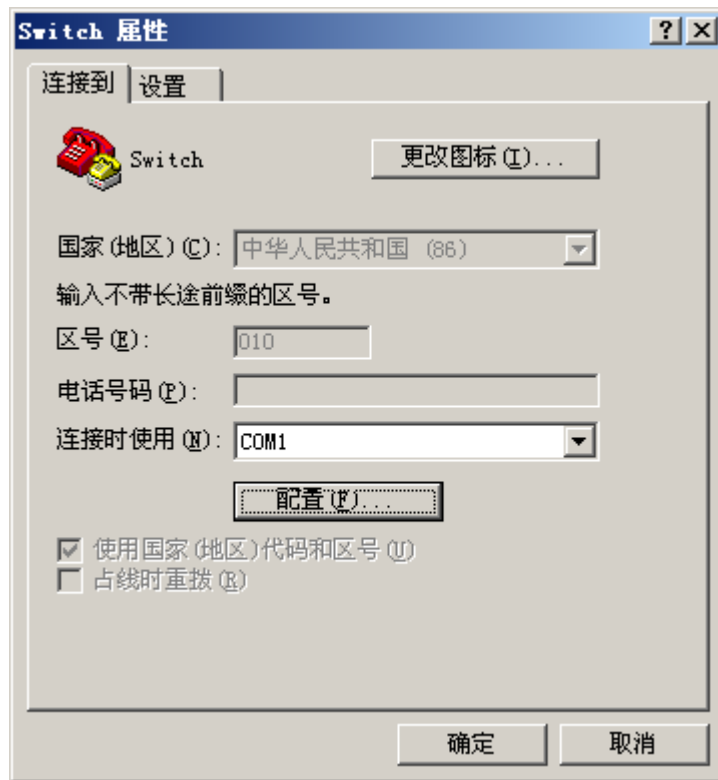 Switch 属性
连接到 设置
Switch 更改图标(I)...
国家(地区)(C): 中华人民共和国 (86)
输入不带长途前缀的区号。
区号(E): 010
电话号码(P):
连接时使用(N): COM1
配置(F)...
使用国家(地区)代码和区号(U)
占线时重拨(R)
确定 取消